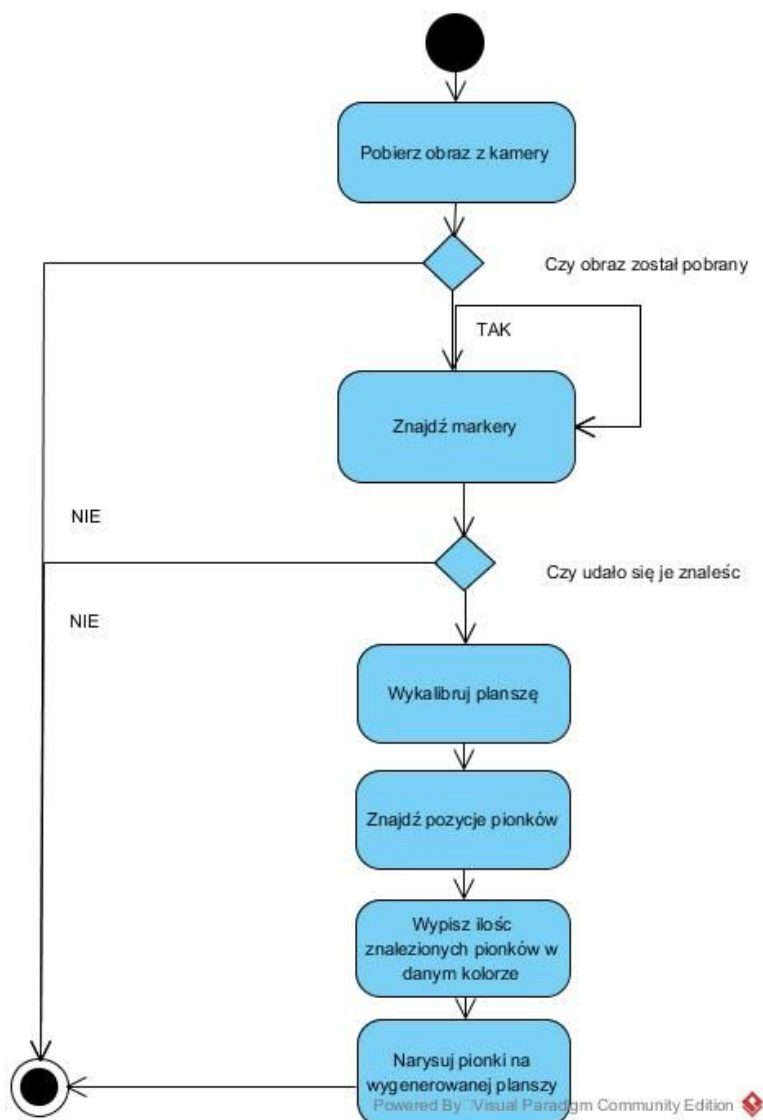 Pobierz obraz z kamery
Czy obraz został pobrany
TAK
Znajdź markery
NIE
Czy udało się je znaleśc
NIE
Wykalibruj planszę
Znajdź pozycje pionków
Wypisz ilość
znalezionych pionków w
danym kolorze
Narysuj pionki na
wygenerowanej planszy
Powered By Visual Paradigm Community Edition